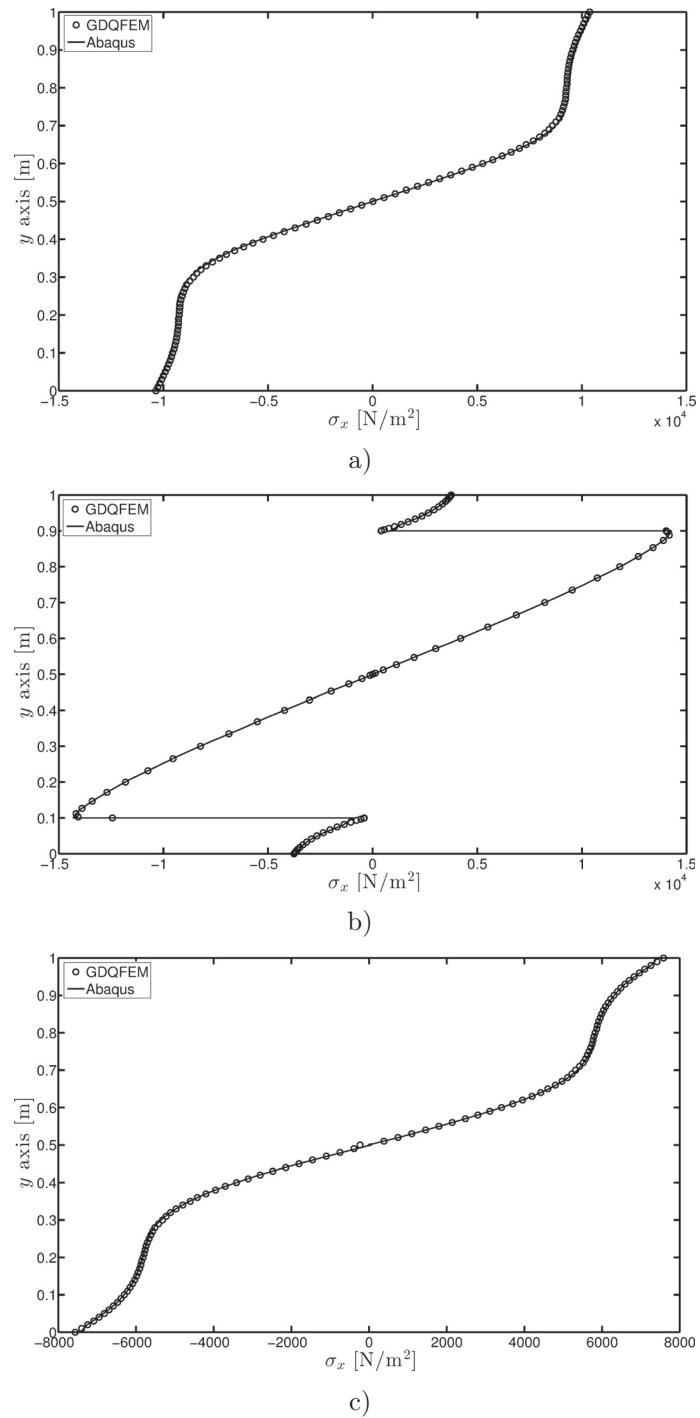 GDQFEM
Abaqus
1
0.9
0.8
0.7
0.6
0.5
0.4
0.3
0.2
0.1
0
y axis [m]
−1.5 −1 −0.5 0 0.5 1 1.5
σx [N/m²]
x 10⁴
a)
GDQFEM
Abaqus
1
0.9
0.8
0.7
0.6
0.5
0.4
0.3
0.2
0.1
0
y axis [m]
−1.5 −1 −0.5 0 0.5 1 1.5
σx [N/m²]
x 10⁴
b)
GDQFEM
Abaqus
1
0.9
0.8
0.7
0.6
0.5
0.4
0.3
0.2
0.1
0
y axis [m]
−8000 −6000 −4000 −2000 0 2000 4000 6000 8000
σx [N/m²]
c)